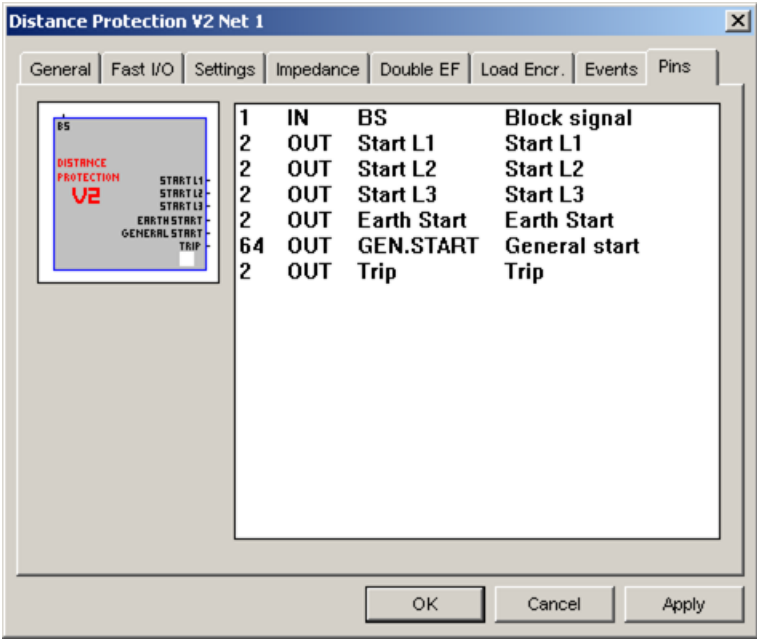 Distance Protection V2 Net 1
General Fast I/O Settings Impedance Double EF Load Encr. Events Pins
BS
DISTANCE
PROTECTION
V2
START L1
START L2
START L3
EARTH START
GENERAL START
TRIP
1 IN BS Block signal
2 OUT Start L1 Start L1
2 OUT Start L2 Start L2
2 OUT Start L3 Start L3
2 OUT Earth Start Earth Start
64 OUT GEN.START General start
2 OUT Trip Trip
OK Cancel Apply